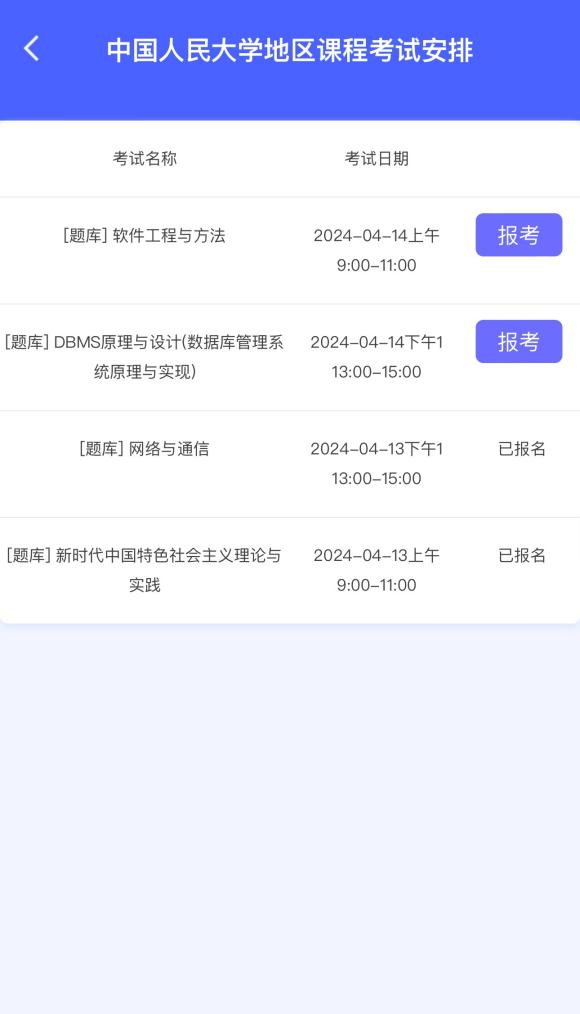 中国人民大学地区课程考试安排
考试名称 考试日期
[题库] 软件工程与方法 2024-04-14上午 报考
9:00-11:00
[题库] DBMS原理与设计(数据库管理系 2024-04-14下午1 报考
统原理与实现) 13:00-15:00
[题库] 网络与通信 2024-04-13下午1 已报名
13:00-15:00
[题库] 新时代中国特色社会主义理论与 2024-04-13上午 已报名
实践 9:00-11:00